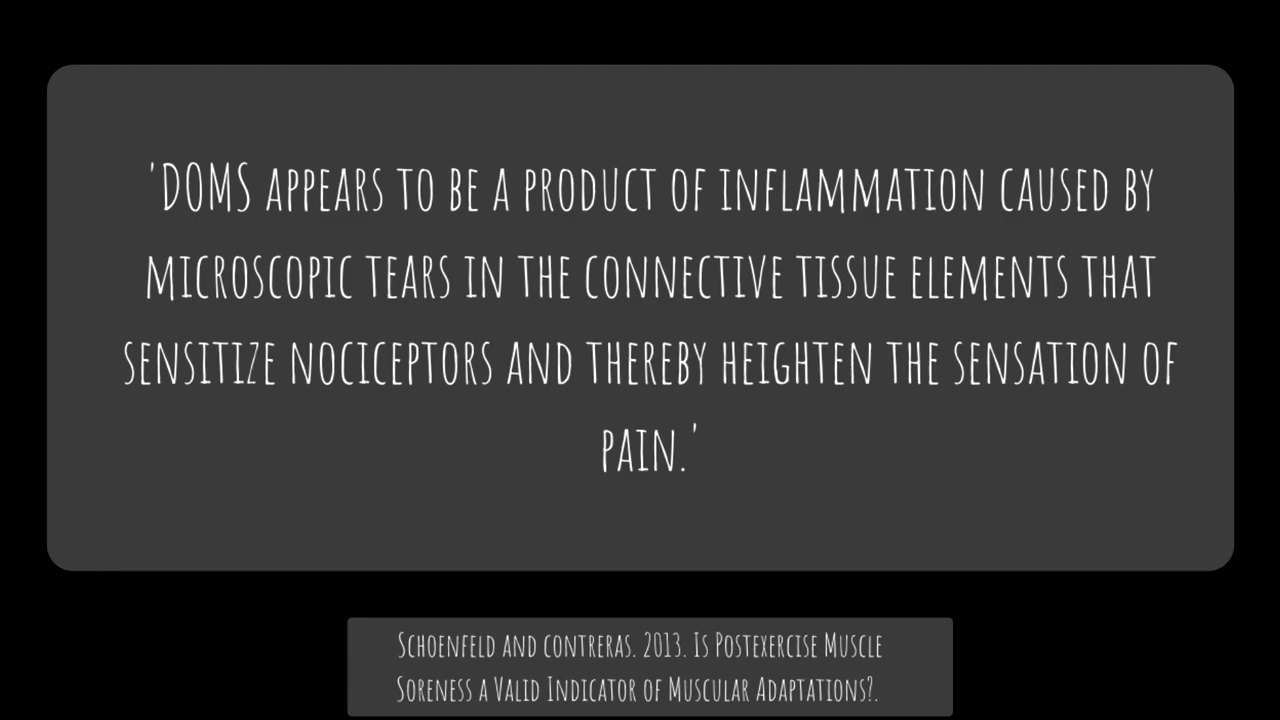 'DOMS appears to be a product of inflammation caused by
microscopic tears in the connective tissue elements that
sensitize nociceptors and thereby heighten the sensation of
pain.'
Schoenfeld and contreras. 2013. Is Postexercise Muscle
Soreness a Valid Indicator of Muscular Adaptations?.